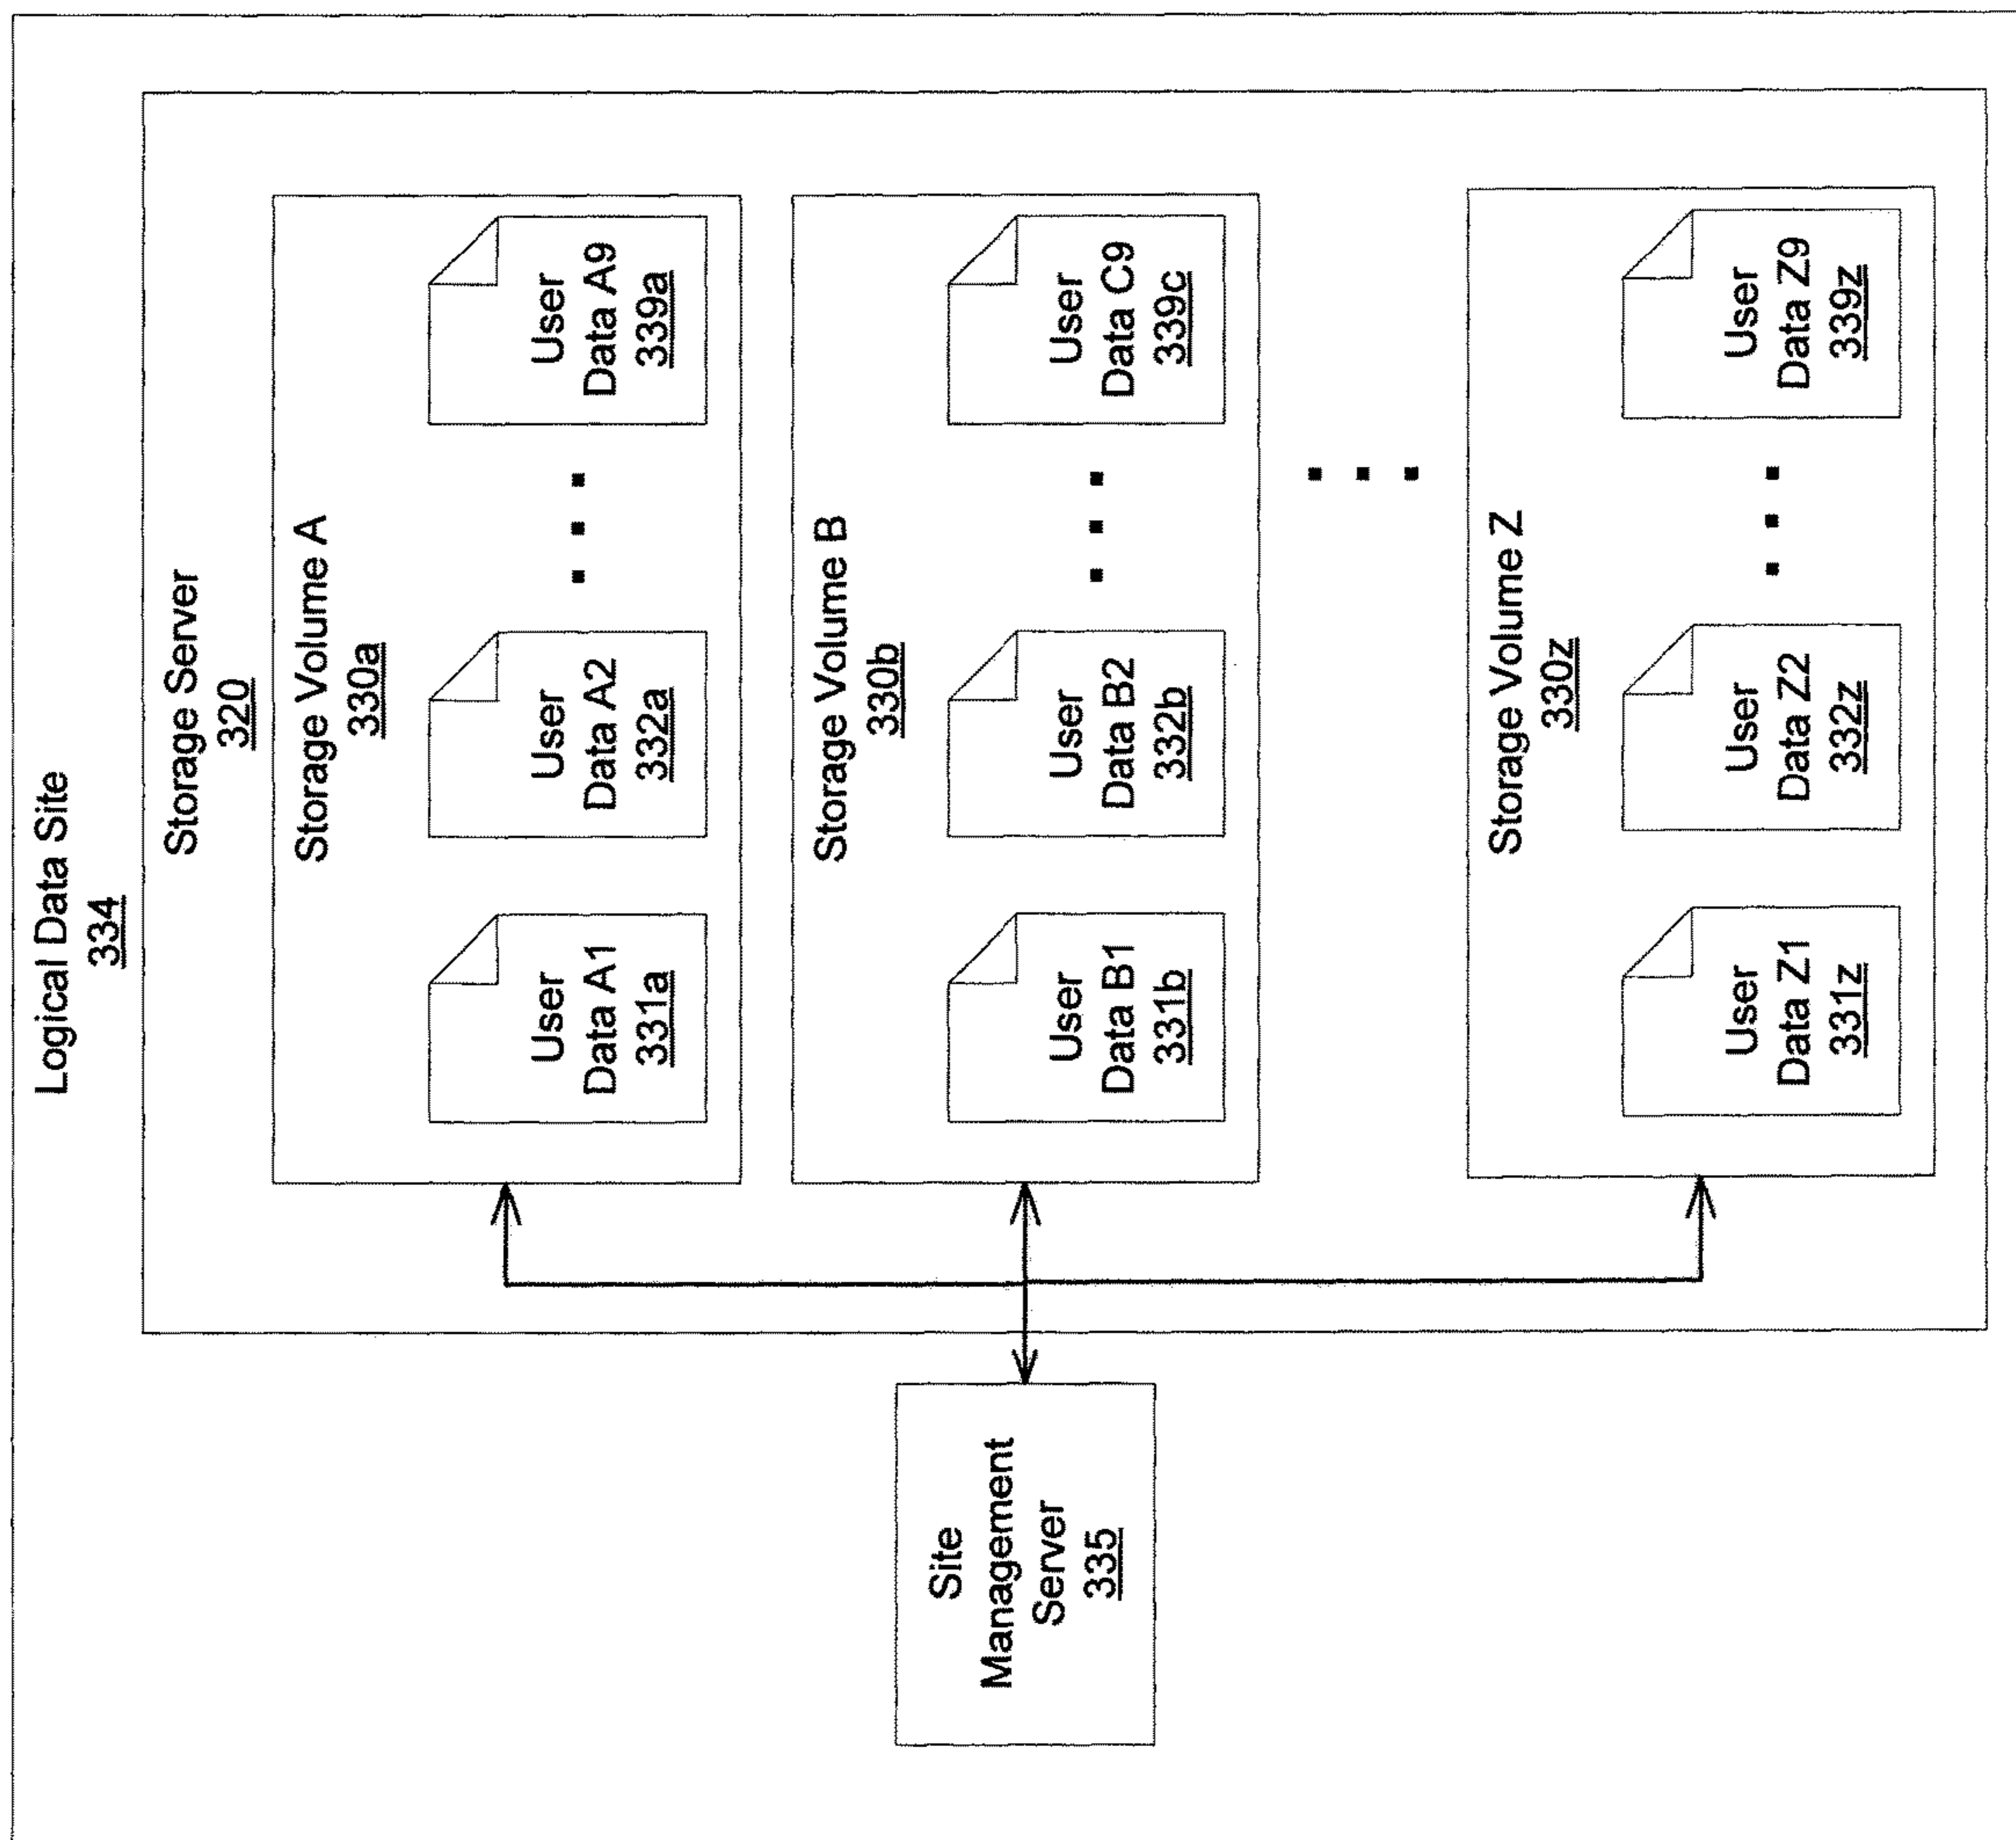 Logical Data Site
334
Storage Server
320
Storage Volume A
330a
User
Data A1
331a
User
Data A2
332a
User
Data A9
339a
Storage Volume B
330b
User
Data B1
331b
User
Data B2
332b
User
Data C9
339c
Storage Volume Z
330z
User
Data Z1
331z
User
Data Z2
332z
User
Data Z9
339z
Site
Management
Server
335